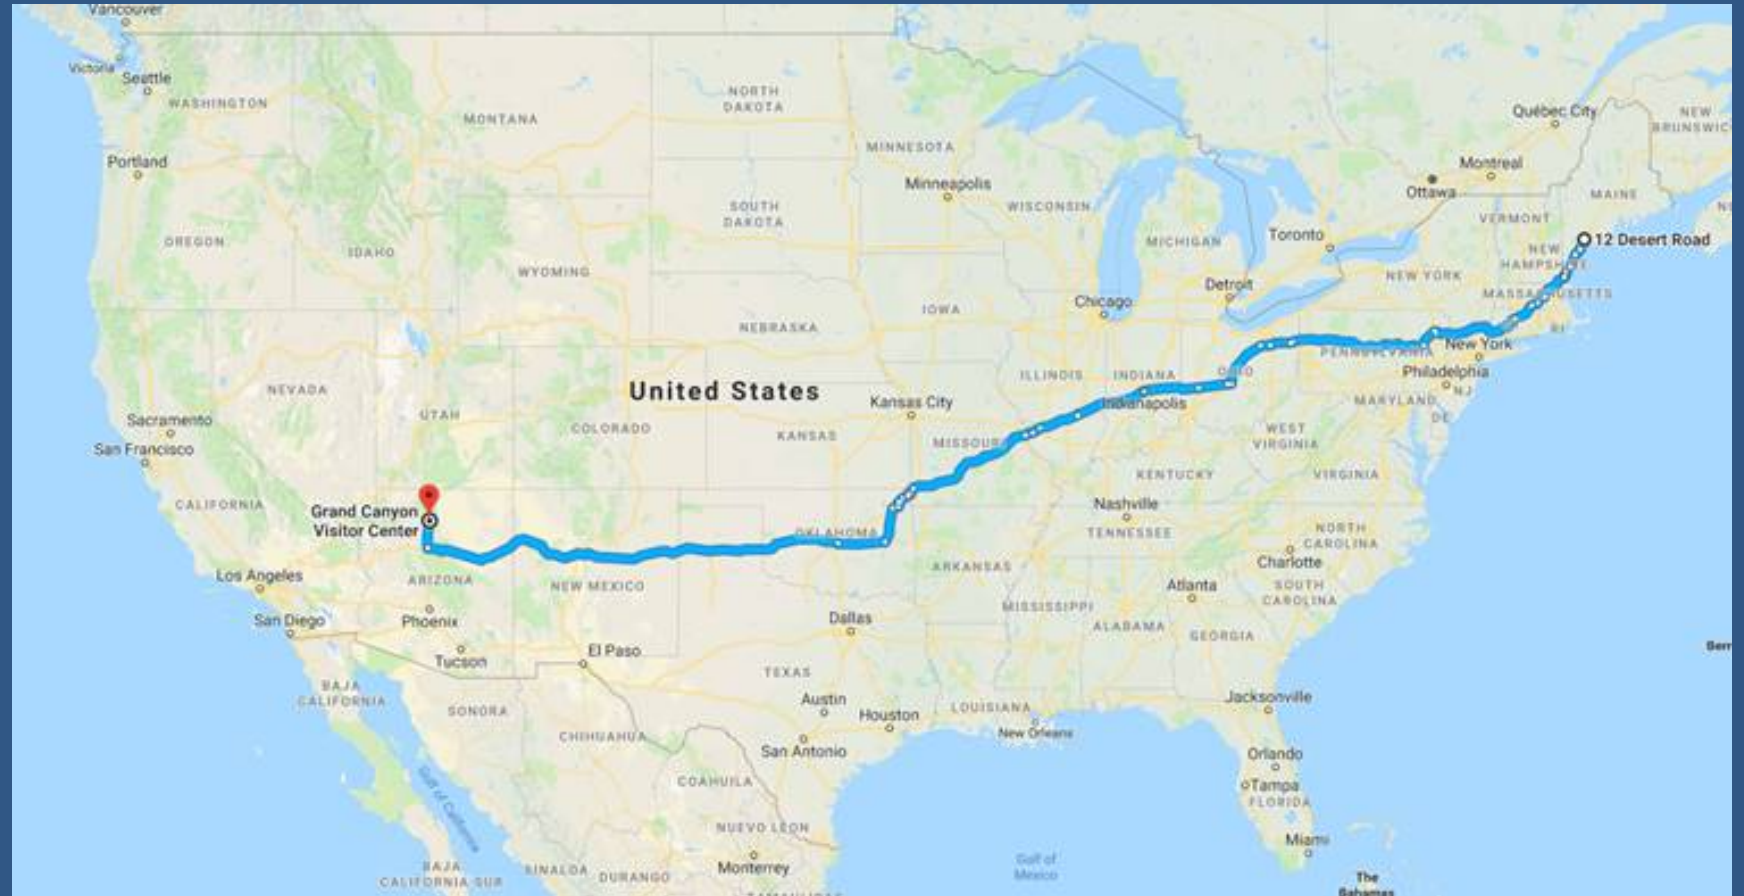 Vancouver
Victoria
Seattle
WASHINGTON
MONTANA
NORTH
DAKOTA
Québec City
NEW
Portland
MINNESOTA
Minneapolis
Montreal
Ottawa
MAINE
SOUTH
DAKOTA
WISCONSIN
MICHIGAN
Toronto
VERMONT
12 Desert Road
OREGON
IDAHO
WYOMING
NEW
HAMPSHIRE
NEW YORK
Detroit
MASSACHUSETTS
Chicago
IOWA
NEBRASKA
RI
PENNSYLVANIA
New York
United States
NEVADA
UTAH
COLORADO
KANSAS
Kansas City
ILLINOIS
INDIANA
OHIO
Philadelphia
NJ
MARYLAND
DE
Indianapolis
Sacramento
San Francisco
MISSOURI
WEST
VIRGINIA
KENTUCKY
VIRGINIA
CALIFORNIA
Grand Canyon
Visitor Center
OKLAHOMA
Nashville
TENNESSEE
NORTH
CAROLINA
Charlotte
Los Angeles
ARIZONA
NEW MEXICO
ARKANSAS
Atlanta
SOUTH
CAROLINA
San Diego
Phoenix
Dallas
MISSISSIPPI
ALABAMA
GEORGIA
Tucson
El Paso
TEXAS
BAJA
CALIFORNIA
SONORA
CHIHUAHUA
Austin
Houston
LOUISIANA
New Orleans
Jacksonville
San Antonio
Orlando
Tampa
FLORIDA
COAHUILA
Gulf of California
NUEVO LEON
Monterrey
Miami
BAJA
CALIFORNIA SUR
SINALOA
DURANGO
Gulf of
Mexico
The
Bahamas